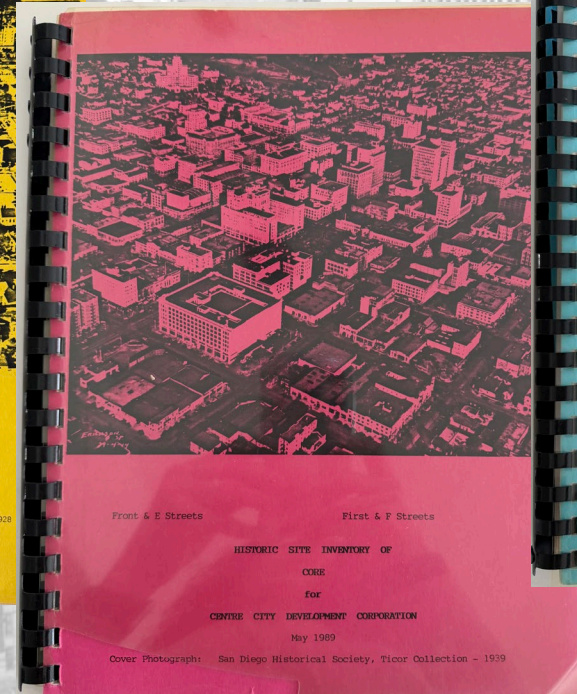 928
Front & E Streets First & F Streets
HISTORIC SITE INVENTORY OF
CORE
for
CENTRE CITY DEVELOPMENT CORPORATION
May 1989
Cover Photograph: San Diego Historical Society, Ticor Collection - 1939